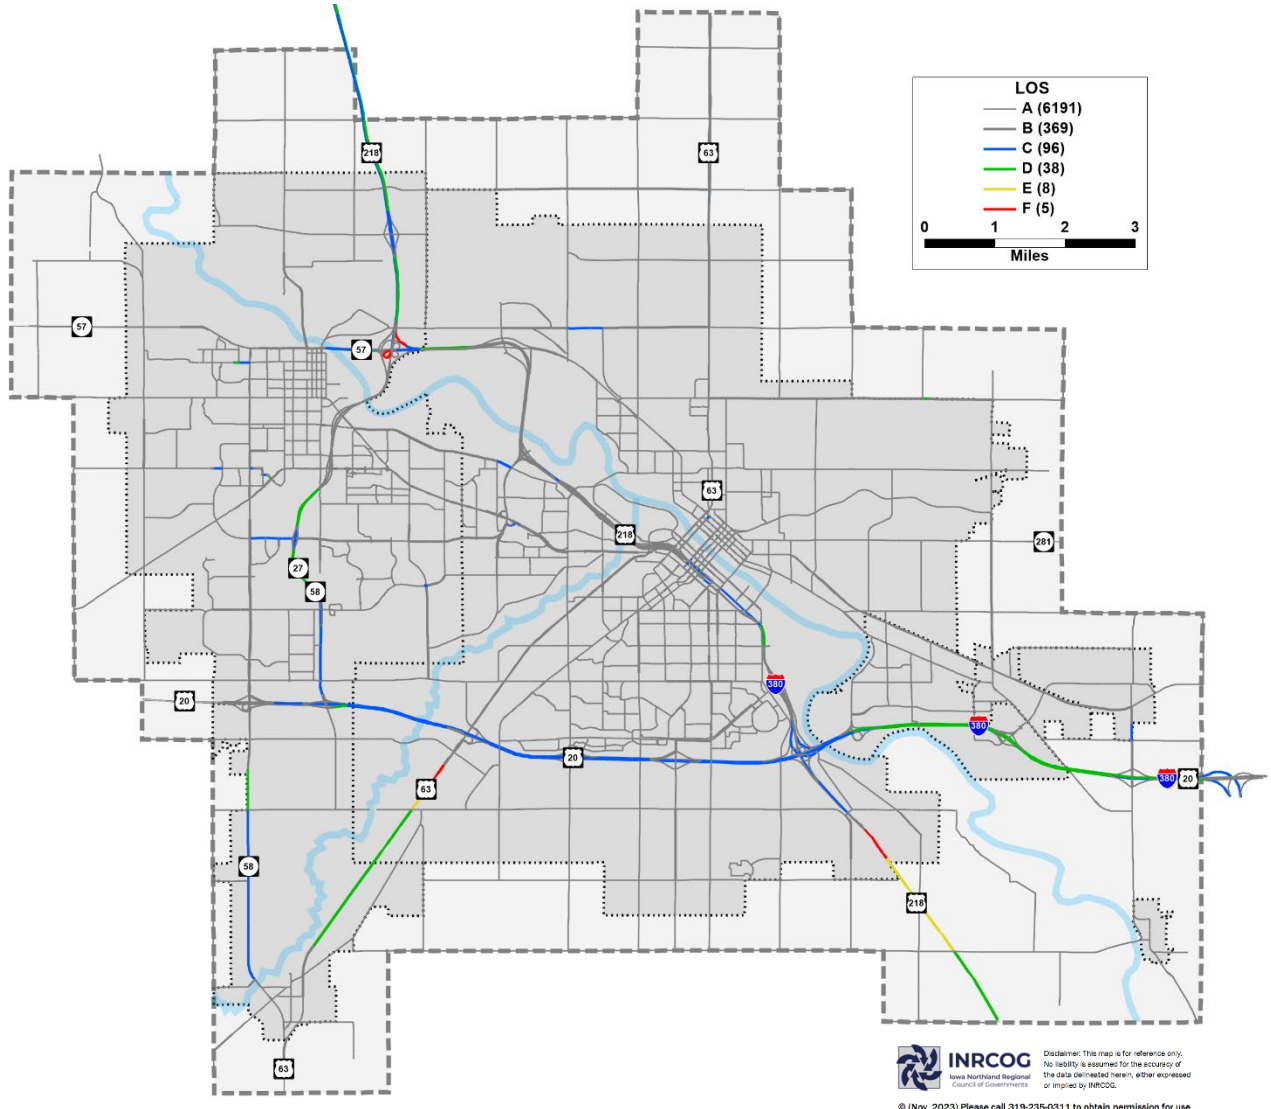 LOS
A (6191)
B (369)
C (96)
D (38)
E (8)
F (5)
0 1 2 3
Miles
218
63
57
57
63
218
281
27
58
380
20
380
20
63
380 20
58
218
63
INRCOG
Iowa Northland Regional
Council of Governments
Disclaimer: This map is for reference only.
No liability is assumed for the accuracy of
the data delineated herein, either expressed
or implied by INRCOG.
© (Nov. 2023) Please call 319-235-0311 to obtain permission for use